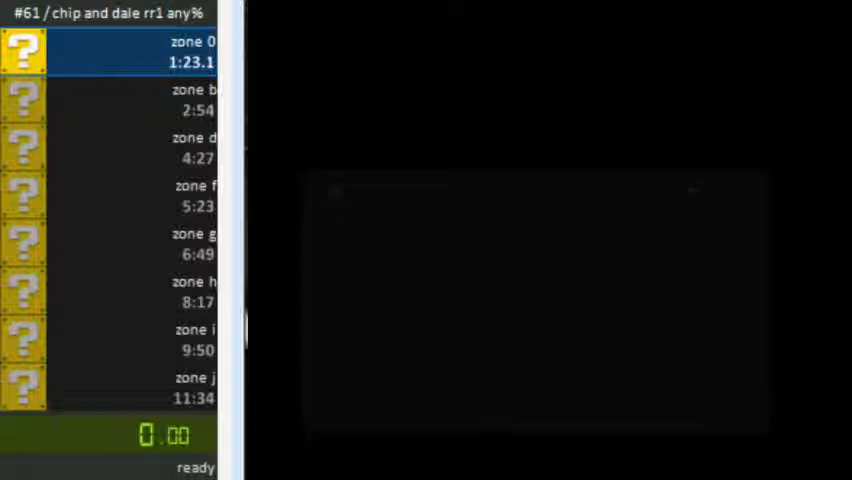 #61 / chip and dale rr1 any%
zone 0
1:23.1
zone b
2:54
zone d
4:27
zone f
5:23
zone g
6:49
zone h
8:17
zone i
9:50
zone j
11:34
0.00
ready